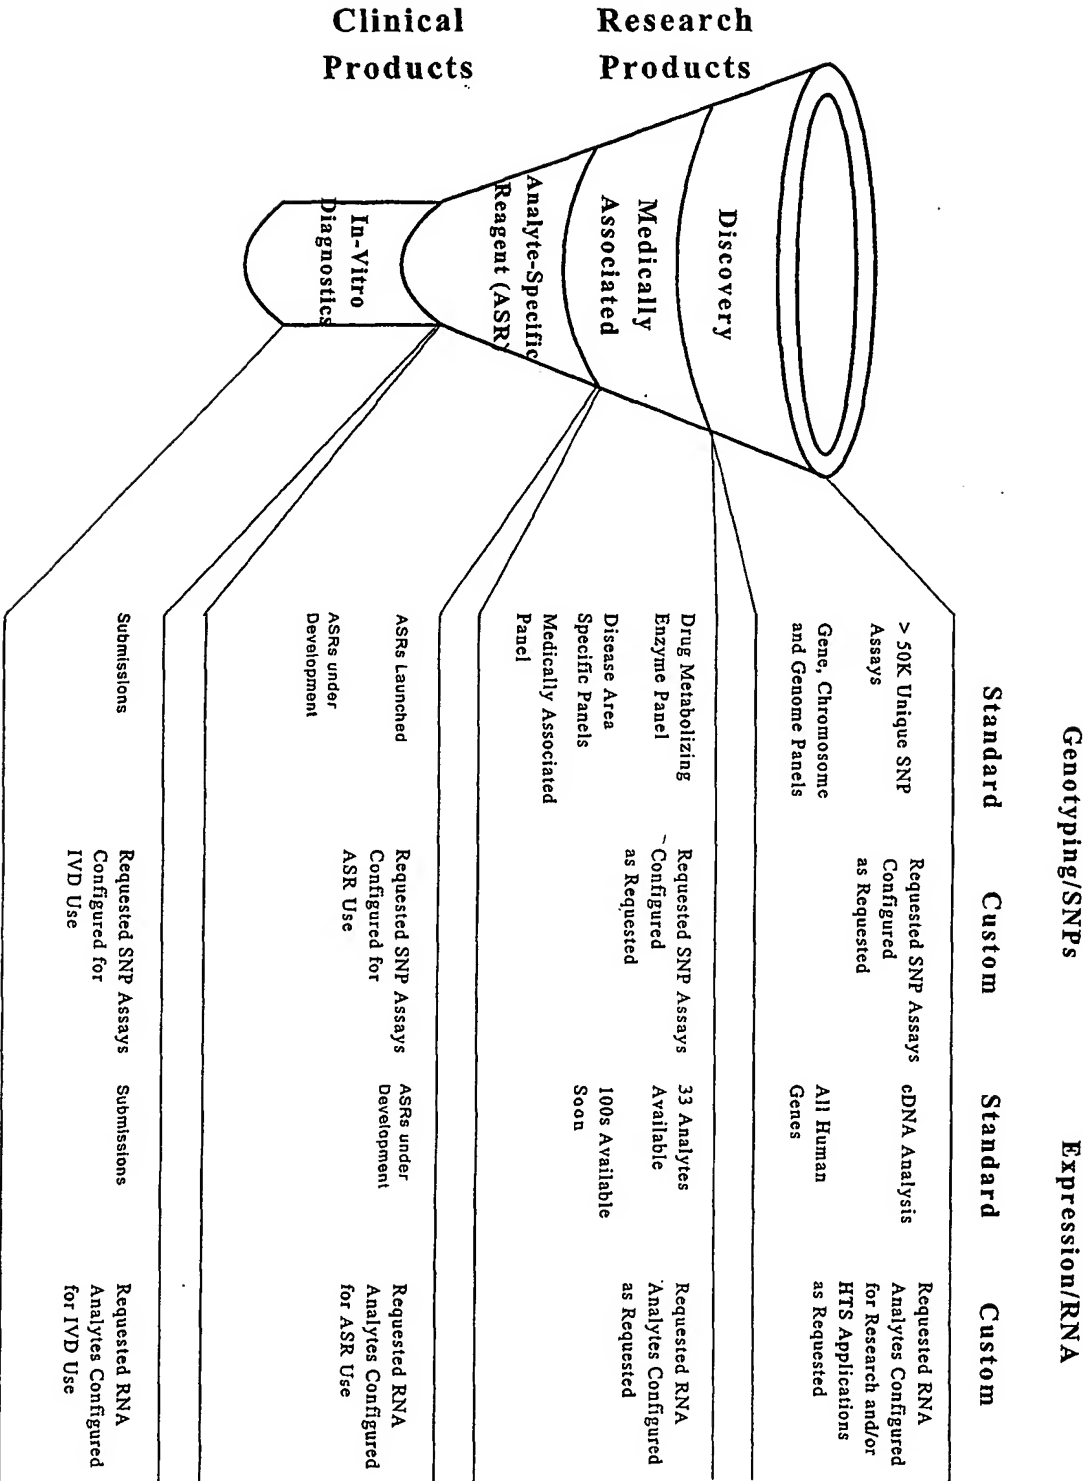 Clinical
Products
Research
Products
Genotyping/SNPs
Expression/RNA
Standard
Custom
Standard
Custom
Discovery
> 50K Unique SNP
Assays
Gene, Chromosome
and Genome Panels
Requested SNP Assays
Configured
as Requested
cDNA Analysis
All Human
Genes
Requested RNA
Analytes Configured
for Research and/or
HTS Applications
as Requested
Medically
Associated
Drug Metabolizing
Enzyme Panel
Disease Area
Specific Panels
Medically Associated
Panel
Requested SNP Assays
Configured
as Requested
33 Analytes
Available
100s Available
Soon
Requested RNA
Analytes Configured
as Requested
Analyte-Specific
Reagent (ASR)
ASRs Launched
ASRs under
Development
Requested SNP Assays
Configured for
ASR Use
ASRs under
Development
Requested RNA
Analytes Configured
for ASR Use
In-Vitro
Diagnostics
Submissions
Requested SNP Assays
Configured for
IVD Use
Submissions
Requested RNA
Analytes Configured
for IVD Use